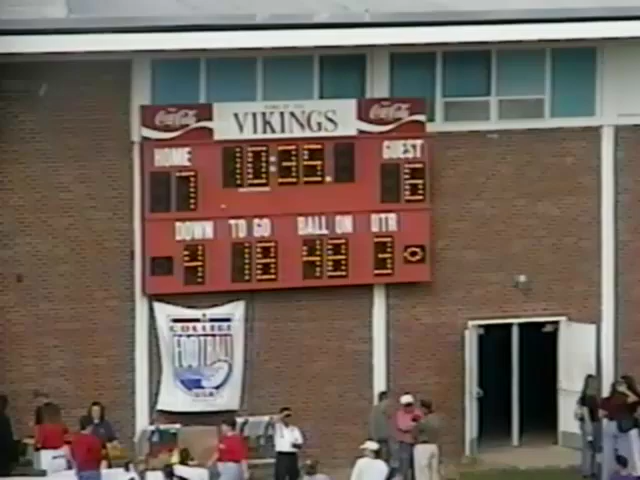 Coca-Cola VIKINGS Coca-Cola
HOME 10:35 GUEST
7 6
DOWN TO GO BALL ON QTR
4 18 48 3
COLLEGE
FOOTBALL
USA